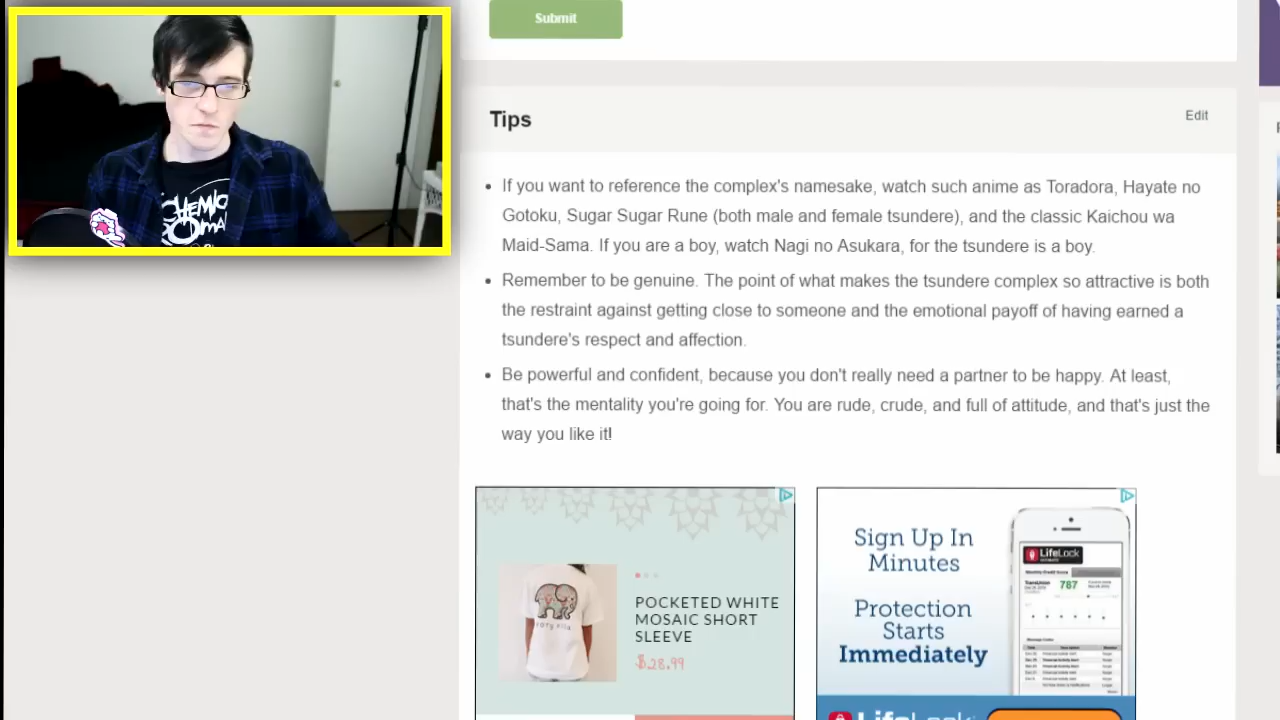 Submit
Tips
Edit
If you want to reference the complex's namesake, watch such anime as Toradora, Hayate no
Gotoku, Sugar Sugar Rune (both male and female tsundere), and the classic Kaichou wa
Maid-Sama. If you are a boy, watch Nagi no Asukara, for the tsundere is a boy.
Remember to be genuine. The point of what makes the tsundere complex so attractive is both
the restraint against getting close to someone and the emotional payoff of having earned a
tsundere's respect and affection.
Be powerful and confident, because you don't really need a partner to be happy. At least,
that's the mentality you're going for. You are rude, crude, and full of attitude, and that's just the
way you like it!
POCKETED WHITE
MOSAIC SHORT
SLEEVE
$28.99
Sign Up In
Minutes
Protection
Starts
Immediately
LifeLock
787
LifeLock